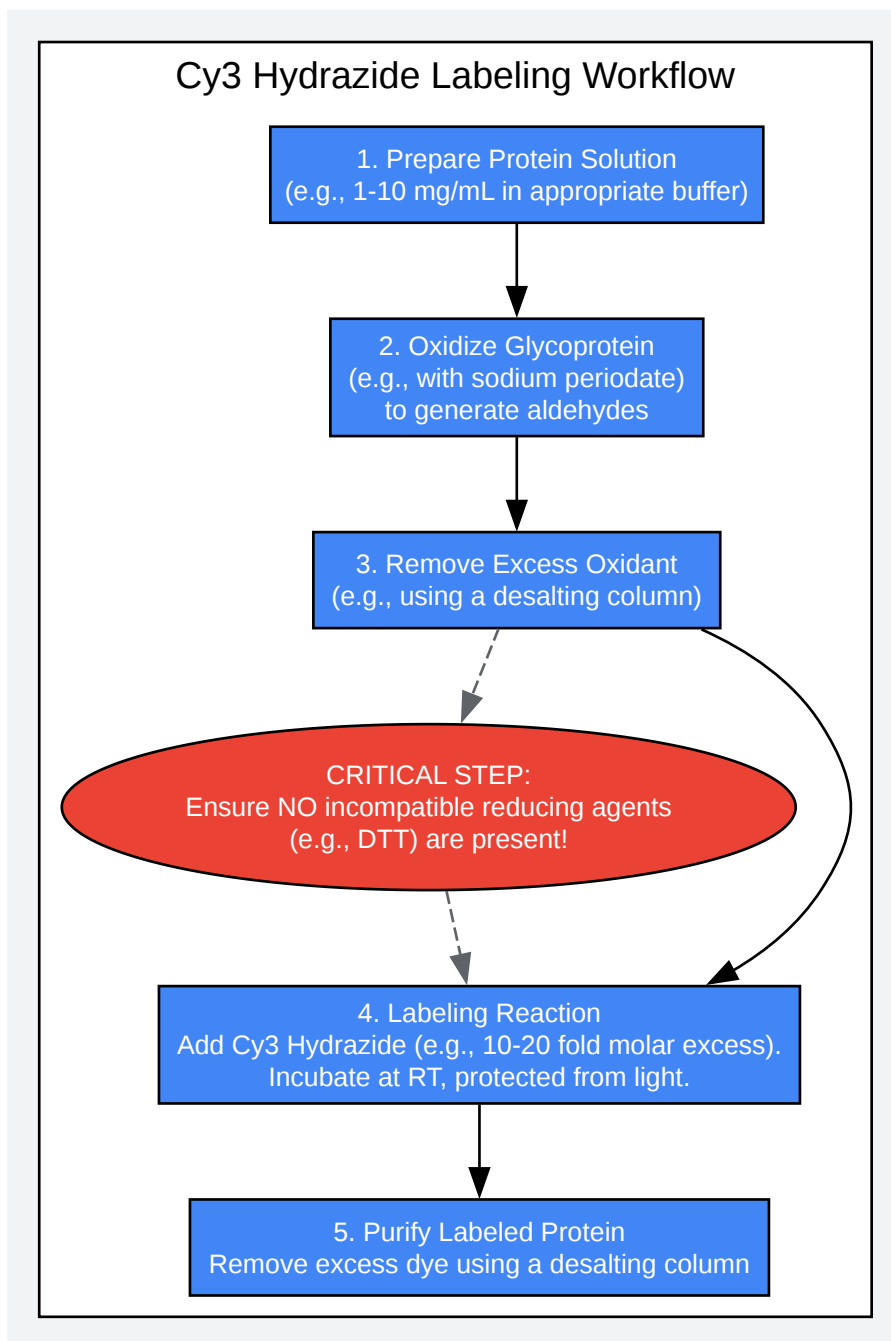 Cy3 Hydrazide Labeling Workflow
1. Prepare Protein Solution
(e.g., 1-10 mg/mL in appropriate buffer)
2. Oxidize Glycoprotein
(e.g., with sodium periodate)
to generate aldehydes
3. Remove Excess Oxidant
(e.g., using a desalting column)
CRITICAL STEP:
Ensure NO incompatible reducing agents
(e.g., DTT) are present!
4. Labeling Reaction
Add Cy3 Hydrazide (e.g., 10-20 fold molar excess).
Incubate at RT, protected from light.
5. Purify Labeled Protein
Remove excess dye using a desalting column